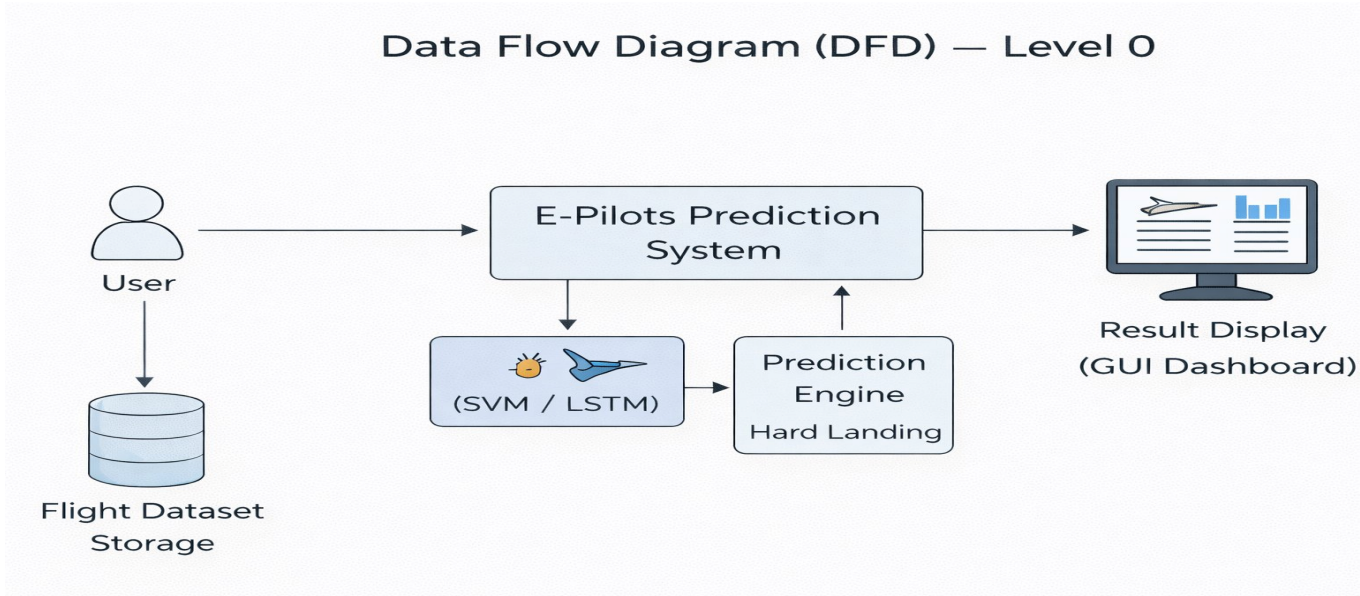 Data Flow Diagram (DFD) — Level 0
User
Flight Dataset
Storage
E-Pilots Prediction
System
(SVM / LSTM)
Prediction
Engine
Hard Landing
Result Display
(GUI Dashboard)